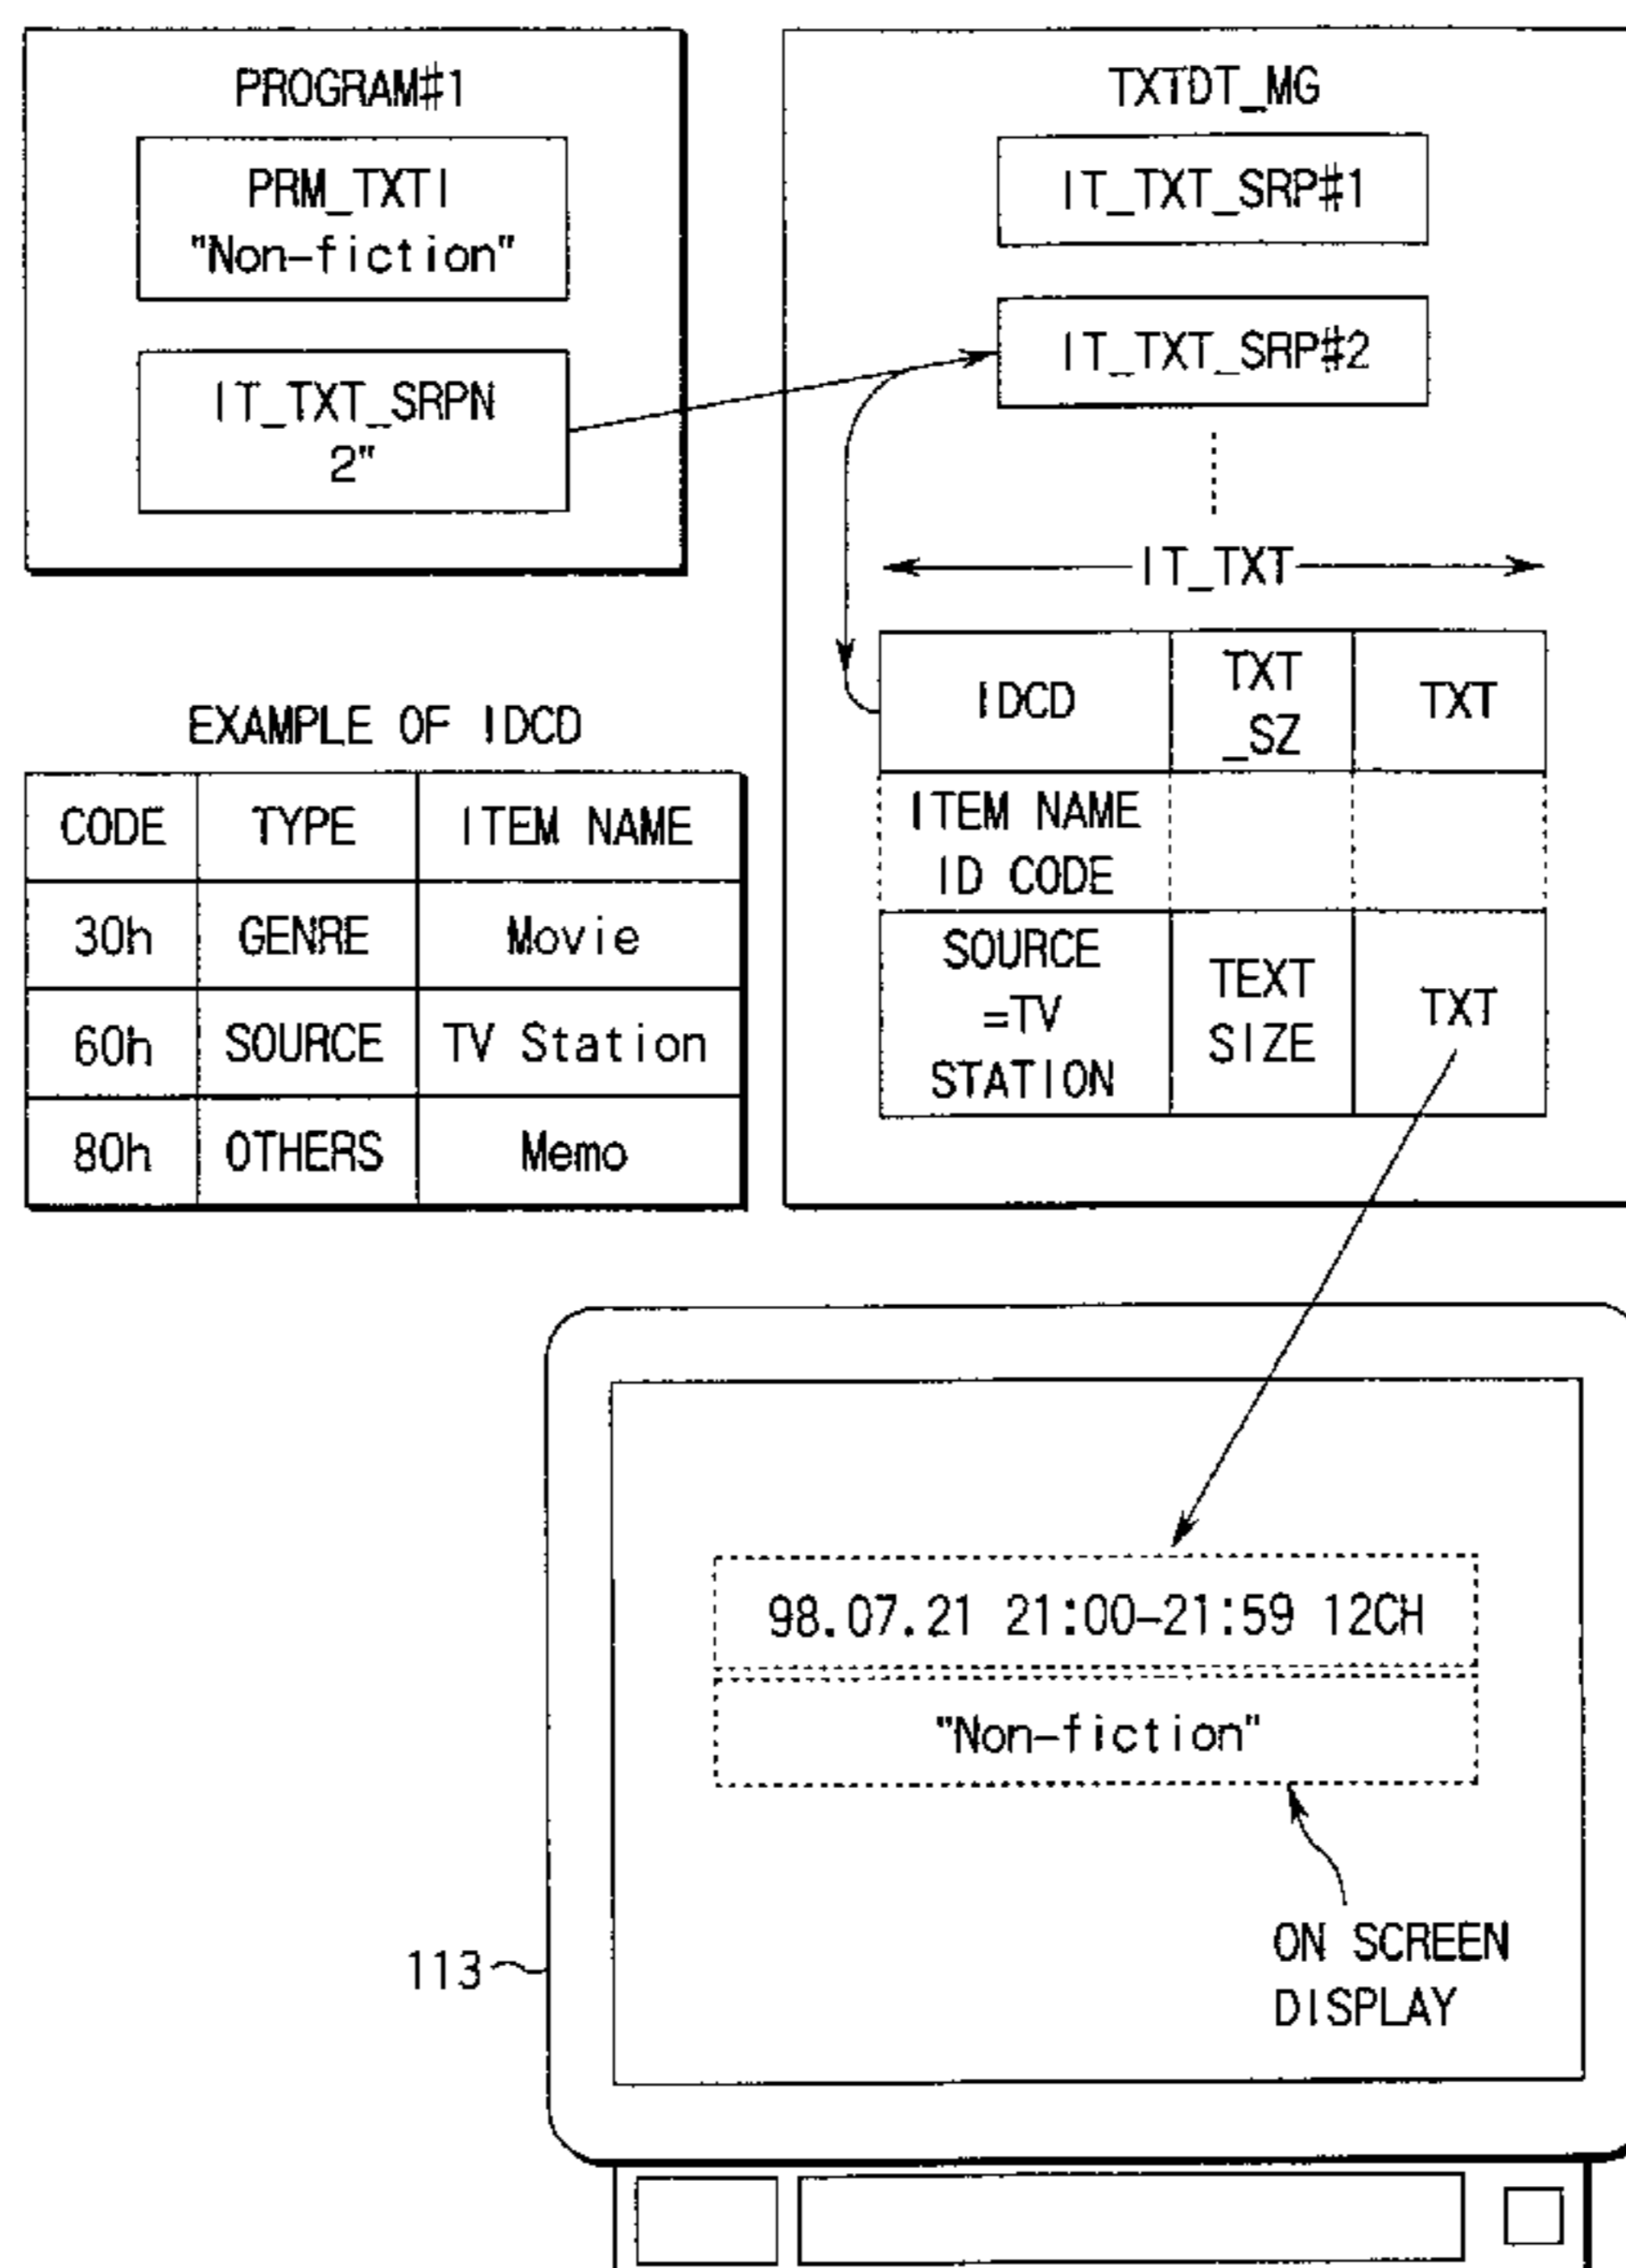 PROGRAM#1
PRM_TXTI
"Non-fiction"
IT_TXT_SRPN
2"
TXTDT_MG
IT_TXT_SRP#1
IT_TXT_SRP#2
IT_TXT
IDCD TXT_SZ TXT
ITEM NAME
ID CODE
SOURCE
=TV
STATION
TEXT
SIZE
TXT
EXAMPLE OF IDCD
CODE TYPE ITEM NAME
30h GENRE Movie
60h SOURCE TV Station
80h OTHERS Memo
98.07.21 21:00-21:59 12CH
"Non-fiction"
ON SCREEN
DISPLAY
113